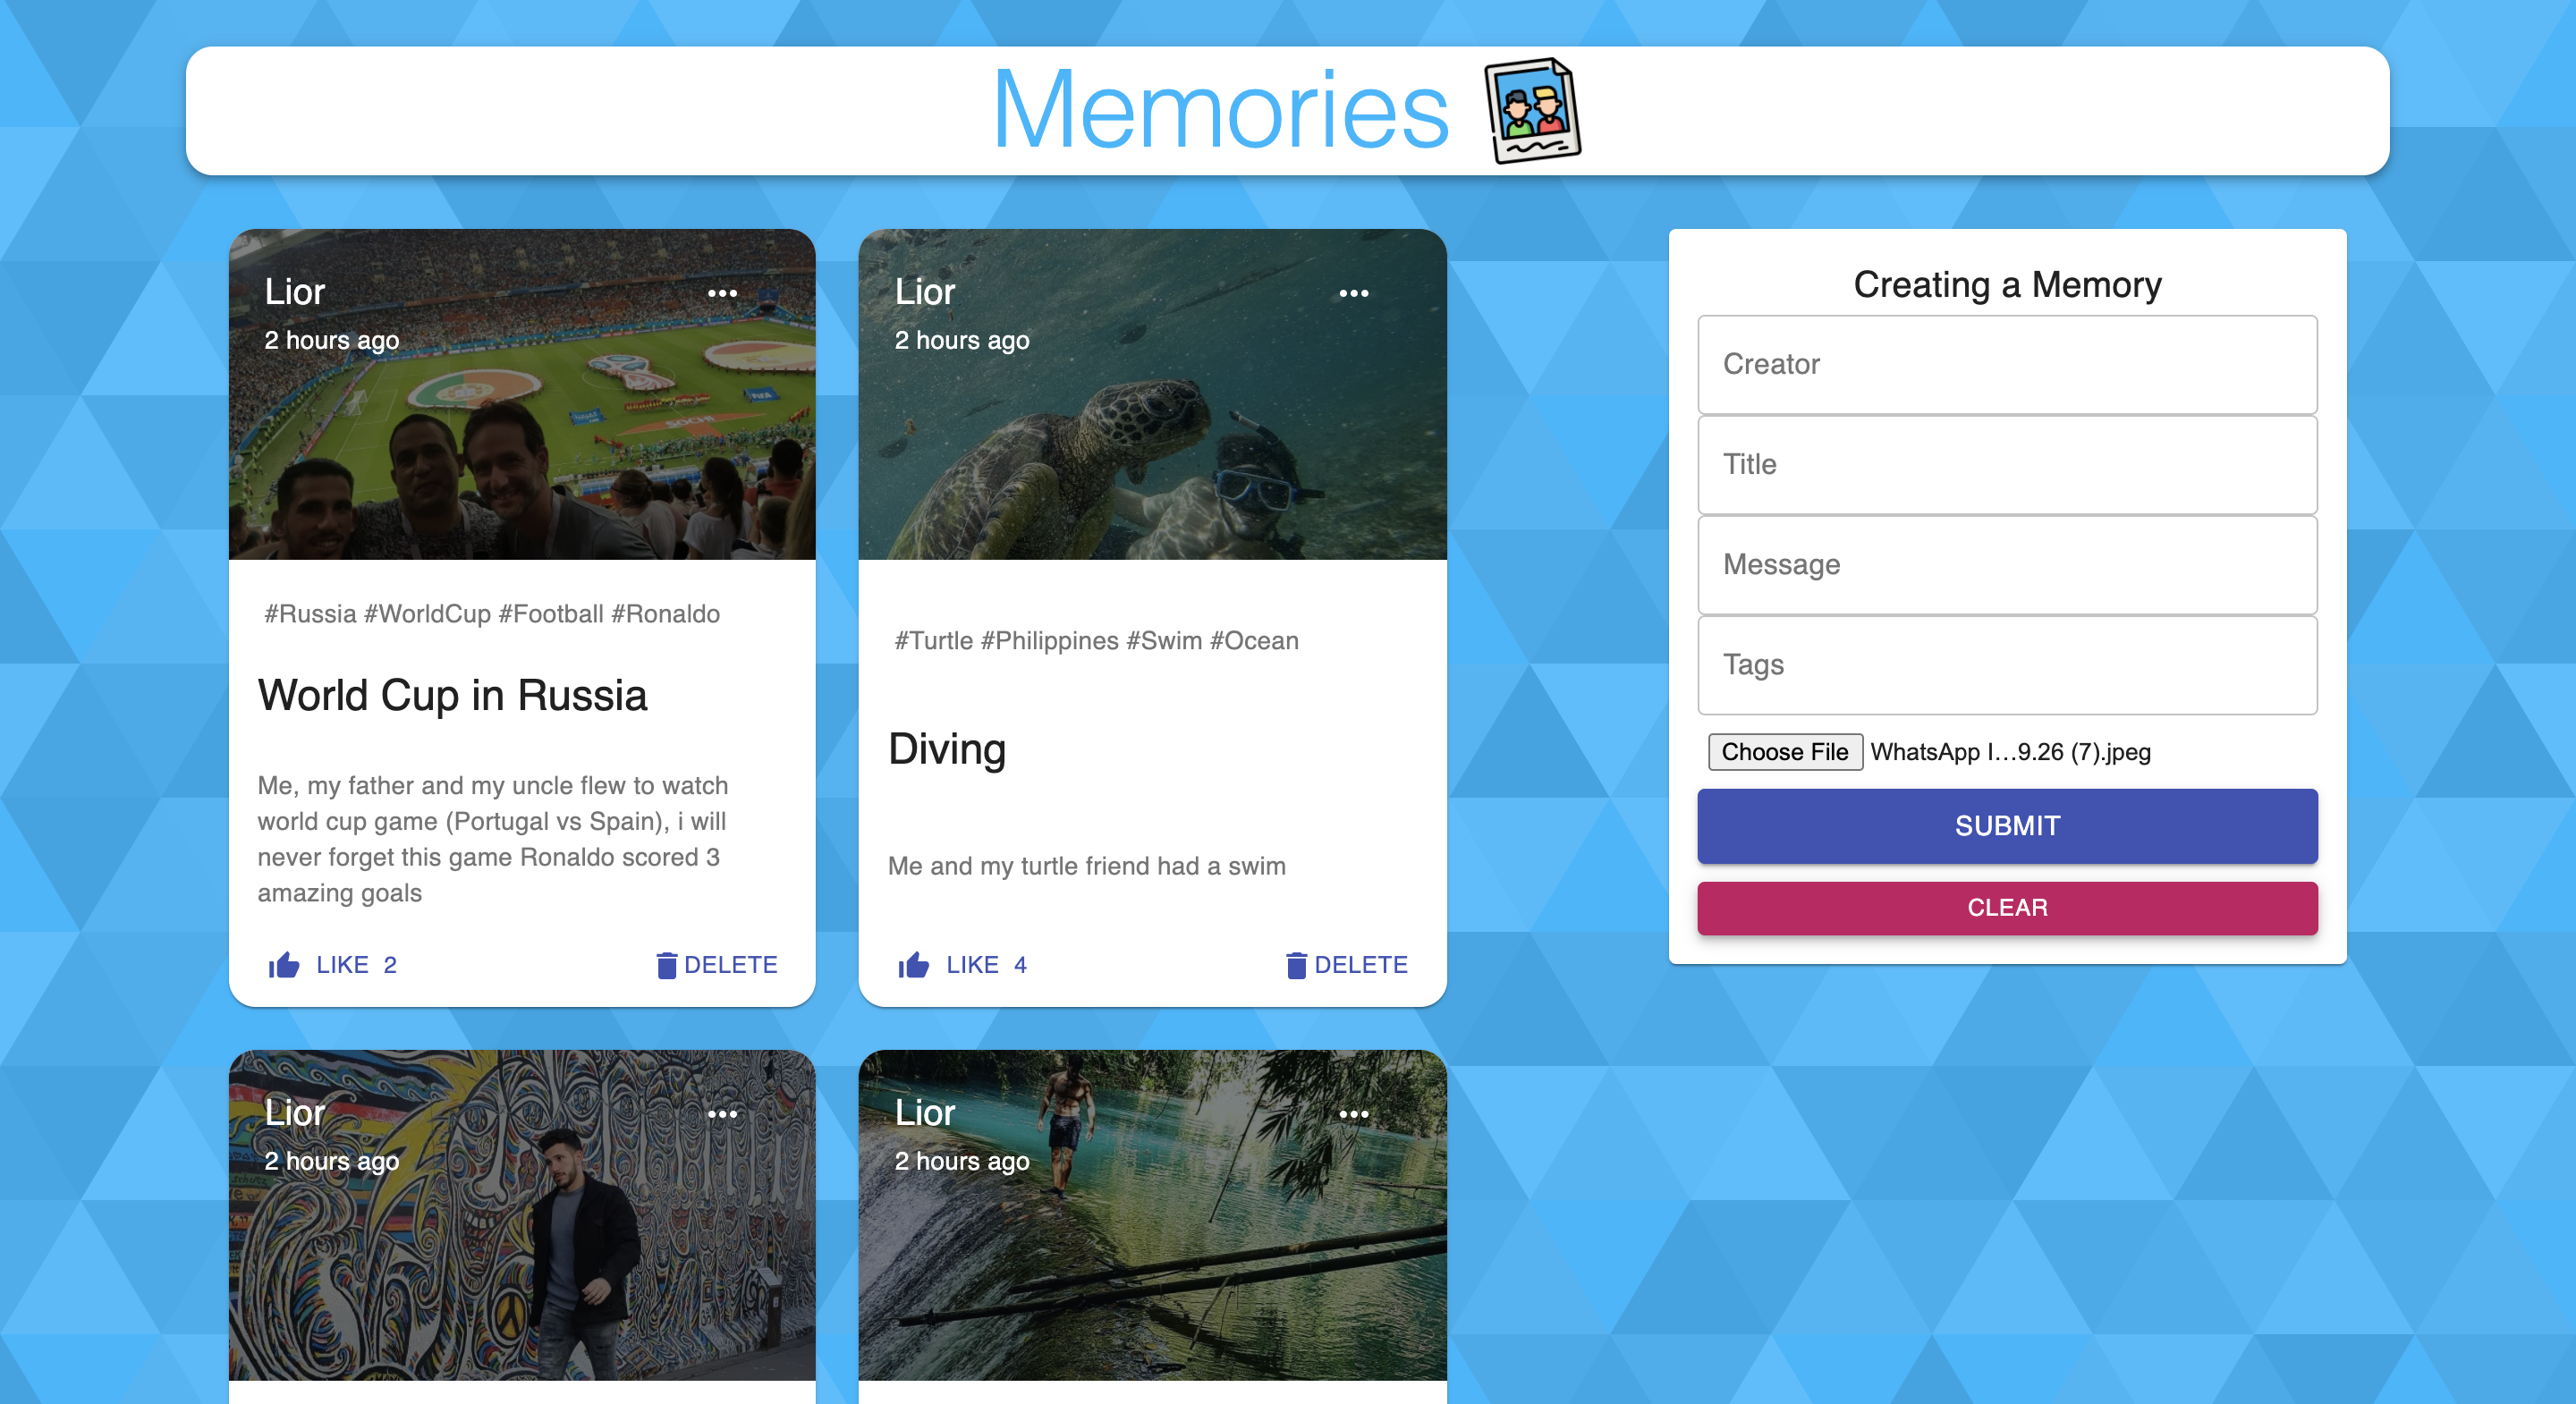 Memories
Lior
2 hours ago
SOCHI
FIFA
#Russia #WorldCup #Football #Ronaldo
World Cup in Russia
Me, my father and my uncle flew to watch
world cup game (Portugal vs Spain), i will
never forget this game Ronaldo scored 3
amazing goals
LIKE 2
DELETE
Lior
2 hours ago
#Turtle #Philippines #Swim #Ocean
Diving
Me and my turtle friend had a swim
LIKE 4
DELETE
Lior
2 hours ago
Lior
2 hours ago
Creating a Memory
Creator
Title
Message
Tags
Choose File WhatsApp I...9.26 (7).jpeg
SUBMIT
CLEAR